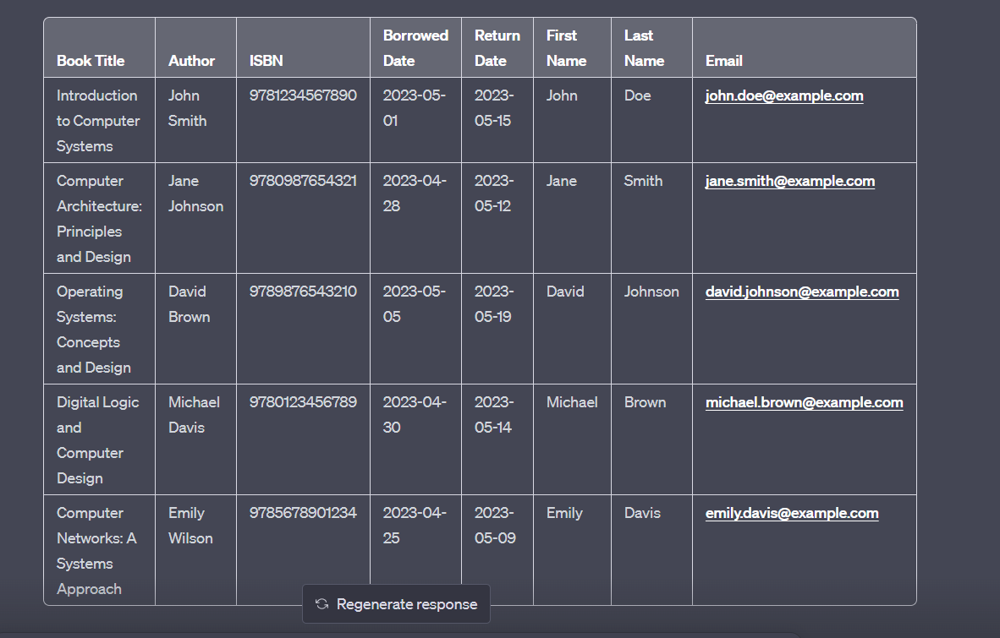 Book Title Author ISBN Borrowed Date Return Date First Name Last Name Email
Introduction to Computer Systems John Smith 9781234567890 2023-05-01 2023-05-15 John Doe john.doe@example.com
Computer Architecture: Principles and Design Jane Johnson 9780987654321 2023-04-28 2023-05-12 Jane Smith jane.smith@example.com
Operating Systems: Concepts and Design David Brown 9789876543210 2023-05-05 2023-05-19 David Johnson david.johnson@example.com
Digital Logic and Computer Design Michael Davis 9780123456789 2023-04-30 2023-05-14 Michael Brown michael.brown@example.com
Computer Networks: A Systems Approach Emily Wilson 9785678901234 2023-04-25 2023-05-09 Emily Davis emily.davis@example.com
Regenerate response